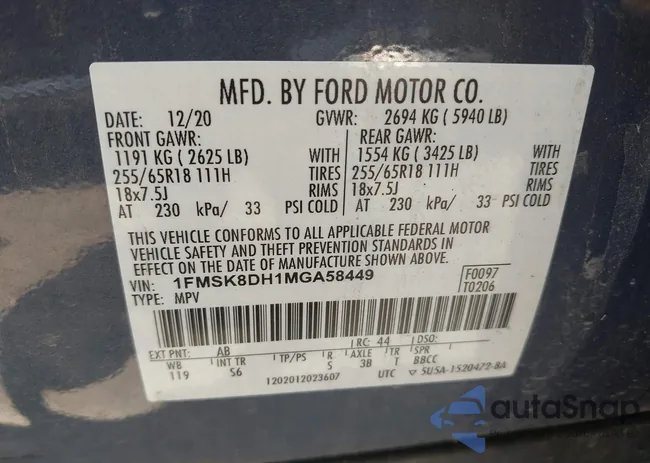 MFD. BY FORD MOTOR CO.
DATE: 12/20 GVWR: 2694 KG ( 5940 LB)
FRONT GAWR: REAR GAWR:
1191 KG ( 2625 LB) WITH 1554 KG ( 3425 LB) WITH
255/65R18 111H TIRES 255/65R18 111H TIRES
18x7.5J RIMS 18x7.5J RIMS
AT 230 kPa/ 33 PSI COLD AT 230 kPa/ 33 PSI COLD
THIS VEHICLE CONFORMS TO ALL APPLICABLE FEDERAL MOTOR
VEHICLE SAFETY AND THEFT PREVENTION STANDARDS IN
EFFECT ON THE DATE OF MANUFACTURE SHOWN ABOVE.
VIN: 1FMSK8DH1MGA58449 F0097
TYPE: MPV T0206
RC: 44 DSO:
EXT PNT: AB
WB INT TR TP/PS R AXLE TR SPR
119 S6 S 3B T BBCC
1202012023607 UTC 5U5A-1520472-BA
autoSnap